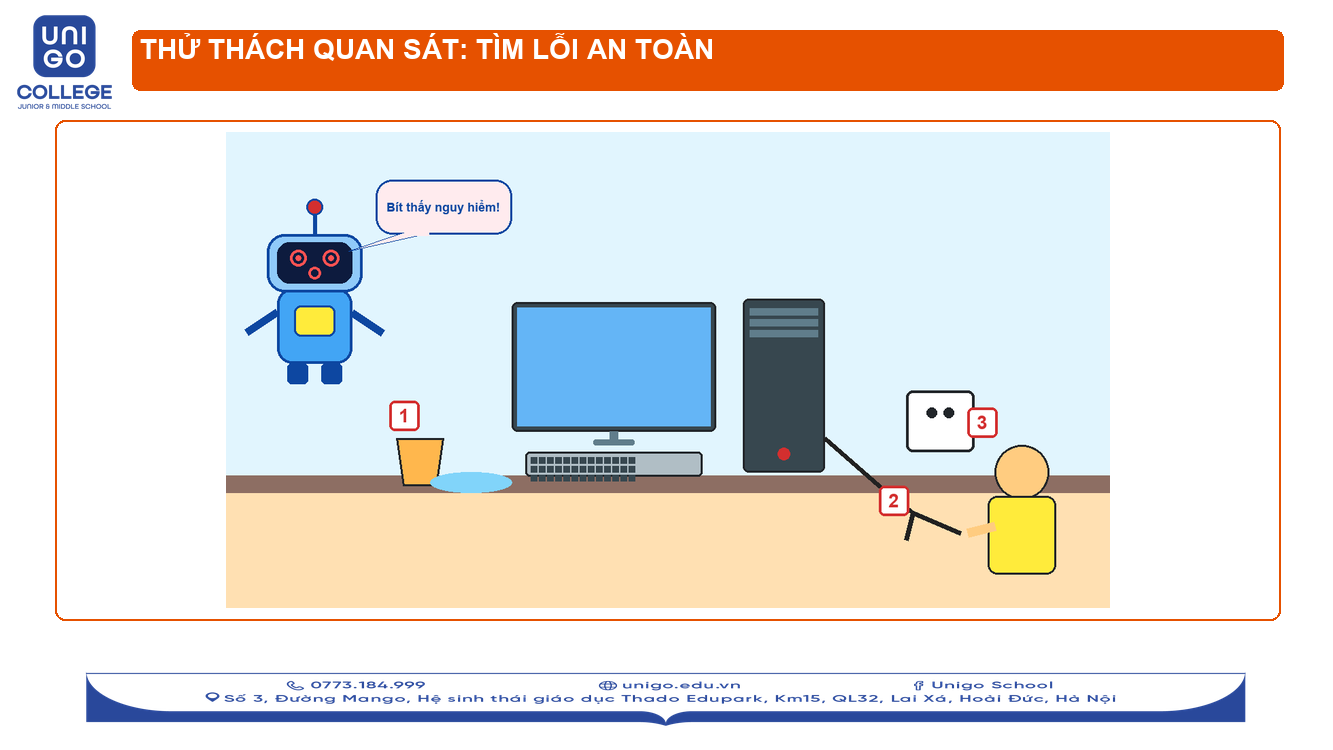 UNI
GO
COLLEGE
JUNIOR & MIDDLE SCHOOL
THỬ THÁCH QUAN SÁT: TÌM LỖI AN TOÀN
Bít thấy nguy hiểm!
1
2
3
0773.184.999
unigo.edu.vn
Unigo School
Số 3, Đường Mango, Hệ sinh thái giáo dục Thado Edupark, Km15, QL32, Lai Xá, Hoài Đức, Hà Nội